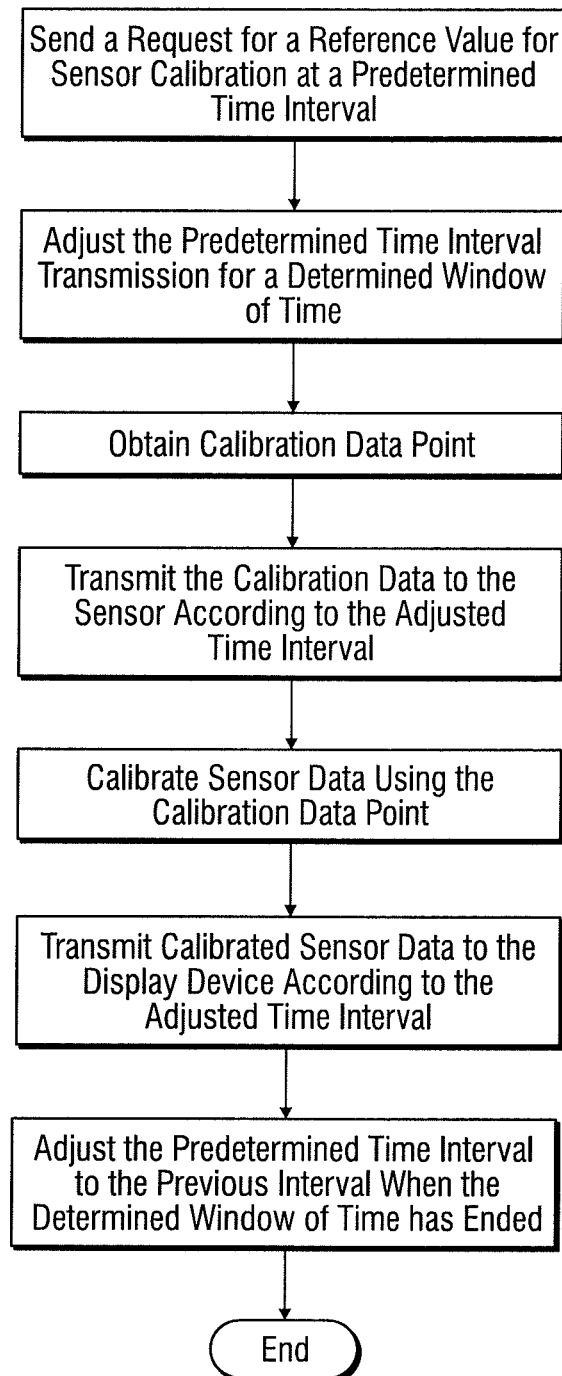 Send a Request for a Reference Value for
Sensor Calibration at a Predetermined
Time Interval
Adjust the Predetermined Time Interval
Transmission for a Determined Window
of Time
Obtain Calibration Data Point
Transmit the Calibration Data to the
Sensor According to the Adjusted
Time Interval
Calibrate Sensor Data Using the
Calibration Data Point
Transmit Calibrated Sensor Data to the
Display Device According to the
Adjusted Time Interval
Adjust the Predetermined Time Interval
to the Previous Interval When the
Determined Window of Time has Ended
End